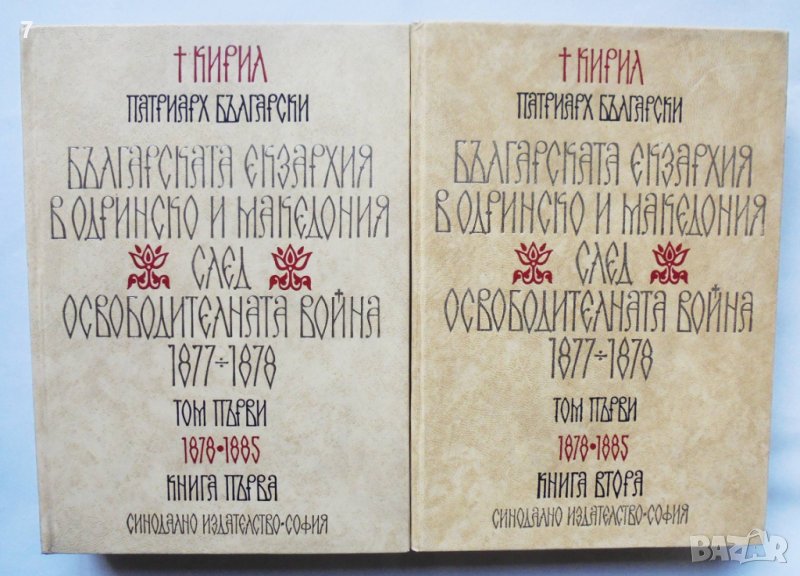 7
† КИРИЛ
ПАТРИАРХ БЪЛГАРСКИ
БЪЛГАРСКАТА ЕКЗАРХИЯ
В ОДРИНСКО И МАКЕДОНИЯ
СЛЕД
ОСВОБОДИТЕЛНАТА ВОЙНА
1877÷1878
ТОМ ПЪРВИ
1878•1885
КНИГА ПЪРВА
СИНОДАЛНО ИЗДАТЕЛСТВО•СОФИЯ
† КИРИЛ
ПАТРИАРХ БЪЛГАРСКИ
БЪЛГАРСКАТА ЕКЗАРХИЯ
В ОДРИНСКО И МАКЕДОНИЯ
СЛЕД
ОСВОБОДИТЕЛНАТА ВОЙНА
1877÷1878
ТОМ ПЪРВИ
1878•1885
КНИГА ВТОРА
СИНОДАЛНО ИЗДАТЕЛСТВО•СОФИЯ
BAZAR